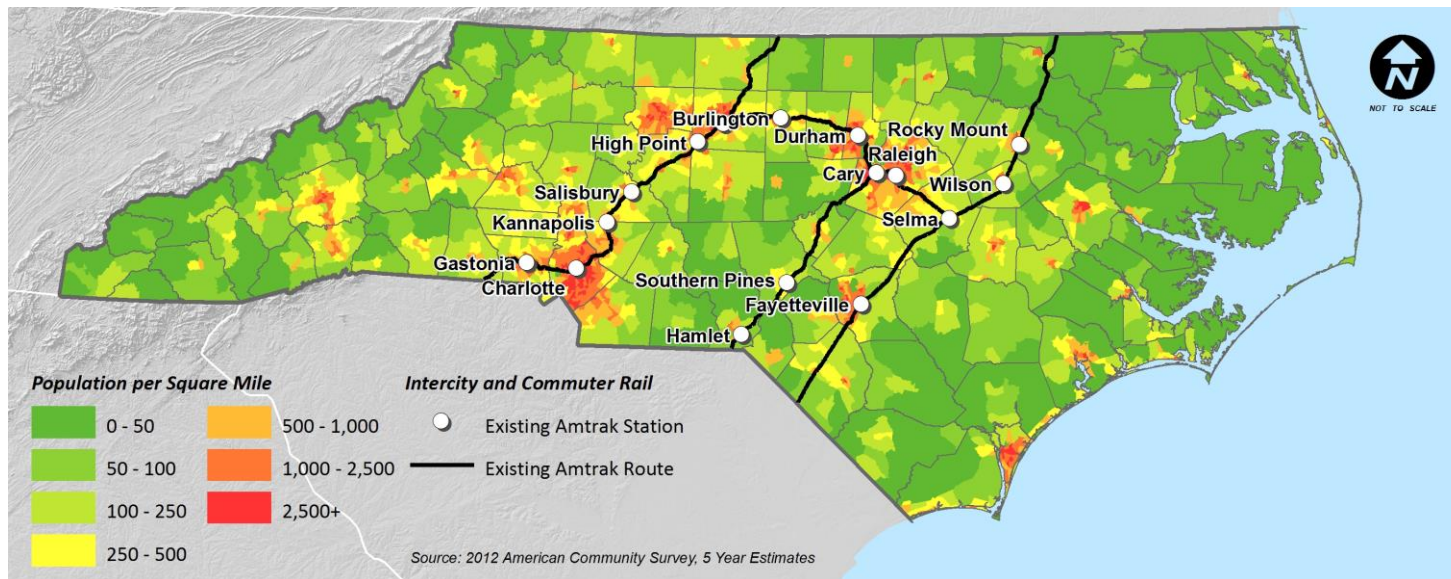 N
NOT TO SCALE
Burlington
Durham
Rocky Mount
High Point
Raleigh
Cary
Wilson
Salisbury
Kannapolis
Selma
Gastonia
Charlotte
Southern Pines
Fayetteville
Hamlet
Population per Square Mile
0 - 50
50 - 100
100 - 250
250 - 500
500 - 1,000
1,000 - 2,500
2,500+
Intercity and Commuter Rail
Existing Amtrak Station
Existing Amtrak Route
Source: 2012 American Community Survey, 5 Year Estimates